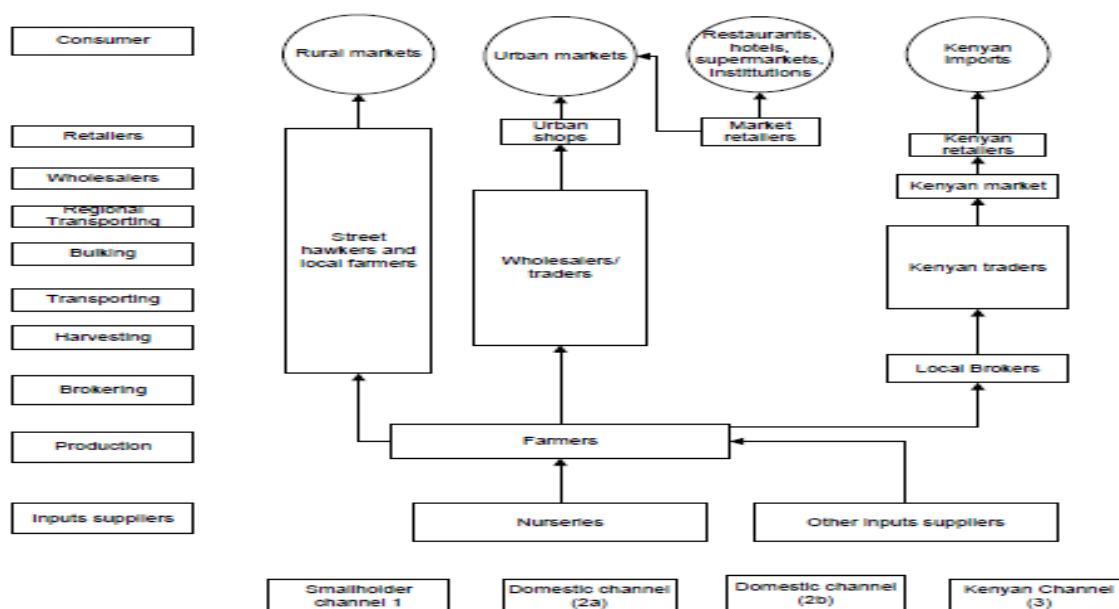 Consumer
Rural markets
Urban markets
Restaurants,
hotels,
supermarkets,
institutions
Kenyan
imports
Retailers
Urban
shops
Market
retailers
Kenyan
retailers
Wholesalers
Kenyan market
Regional
Transporting
Bulking
Street
hawkers and
local farmers
Wholesalers/
traders
Kenyan traders
Transporting
Harvesting
Local Brokers
Brokering
Production
Farmers
Inputs suppliers
Nurseries
Other inputs suppliers
Smallholder
channel 1
Domestic channel
(2a)
Domestic channel
(2b)
Kenyan Channel
(3)